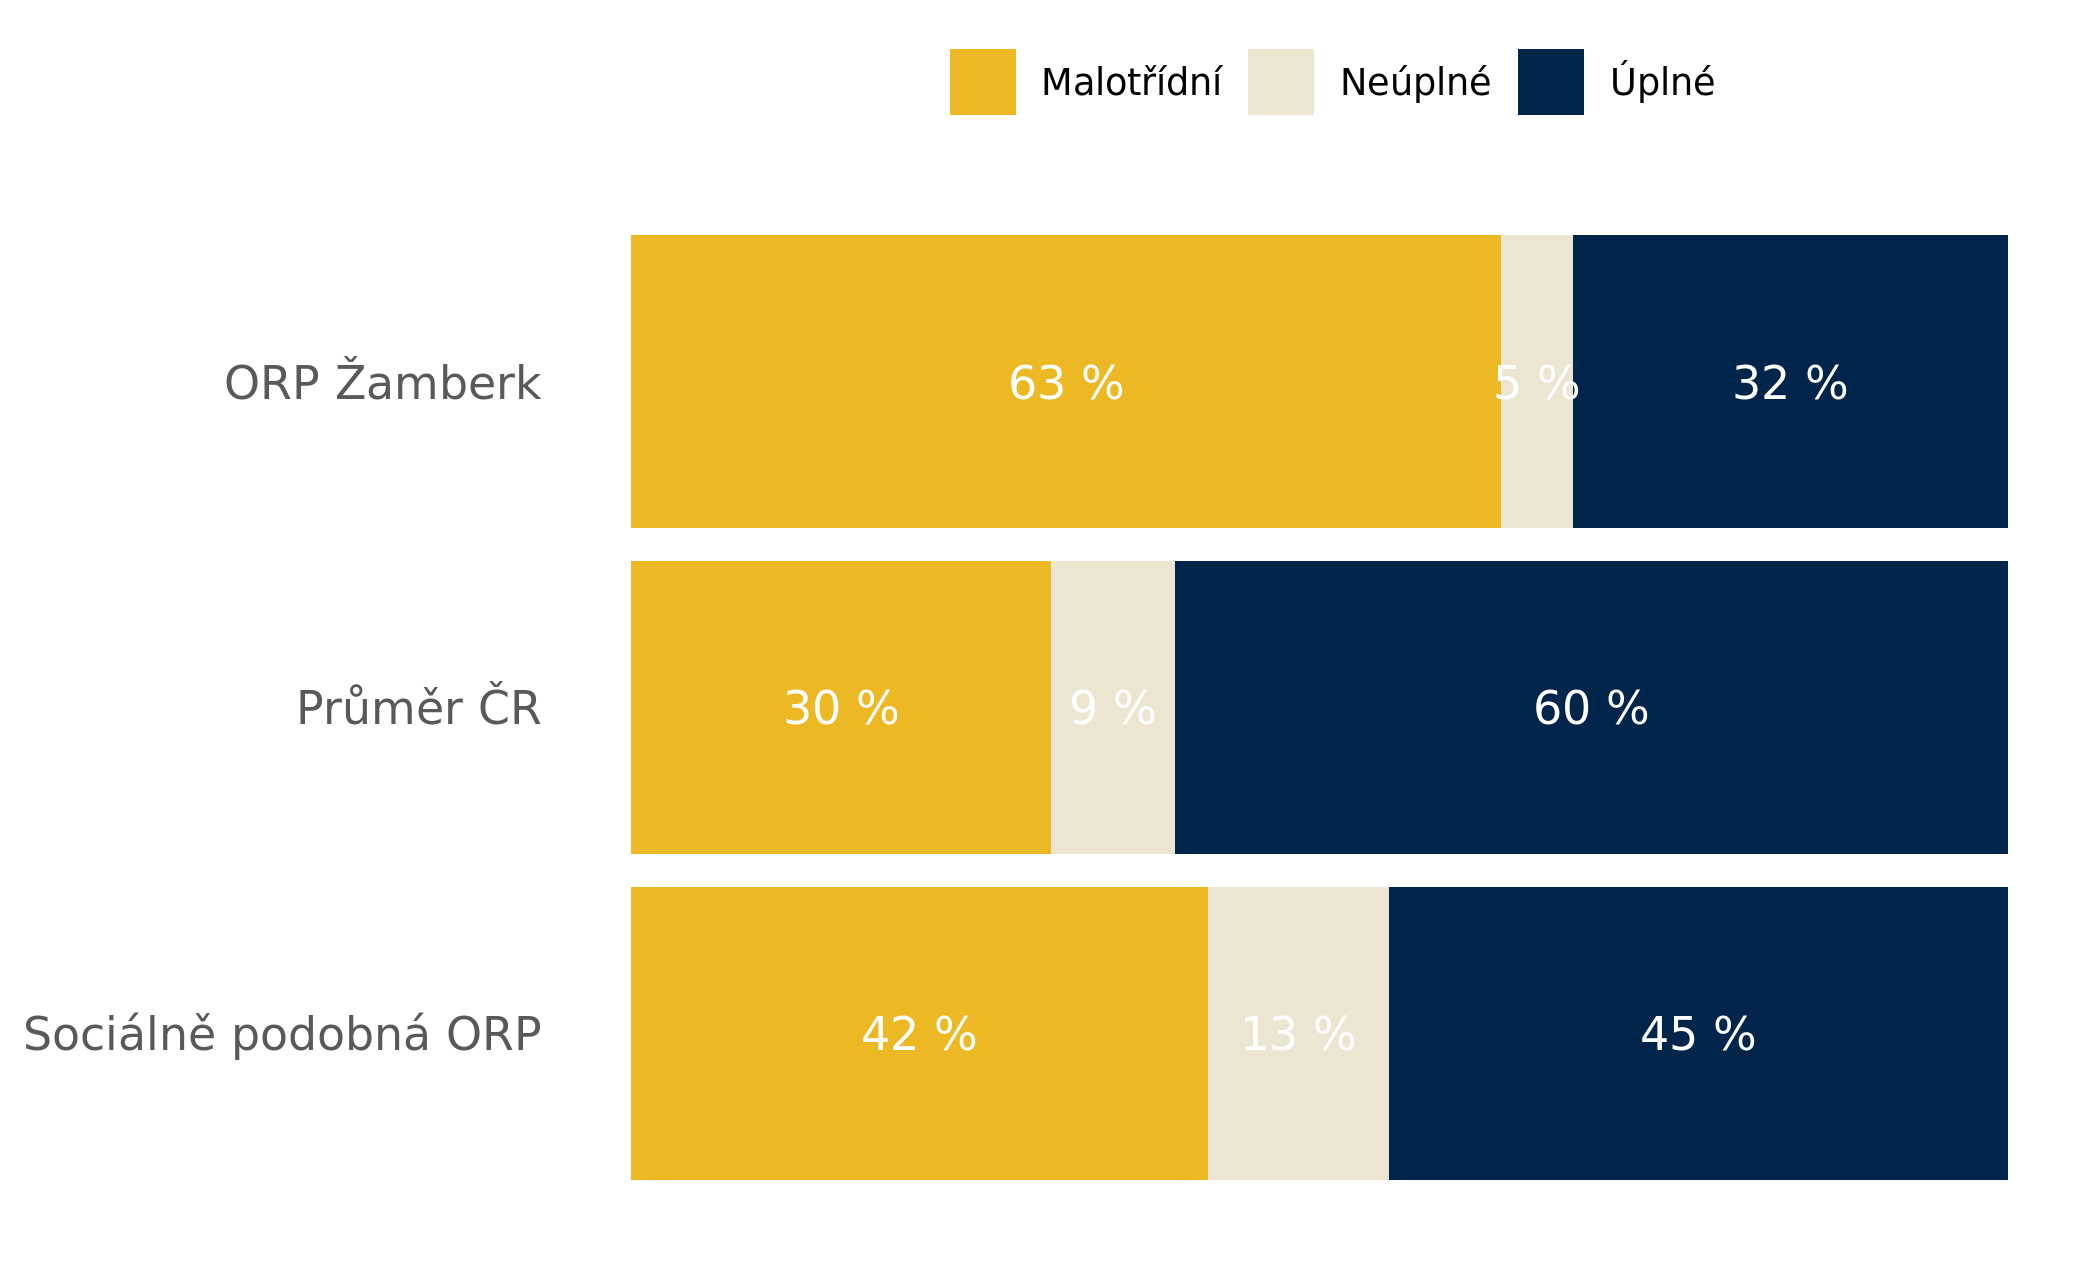 Malotřídní Neúplné Úplné
ORP Žamberk 63 % 5 % 32 %
Průměr ČR 30 % 9 % 60 %
Sociálně podobná ORP 42 % 13 % 45 %